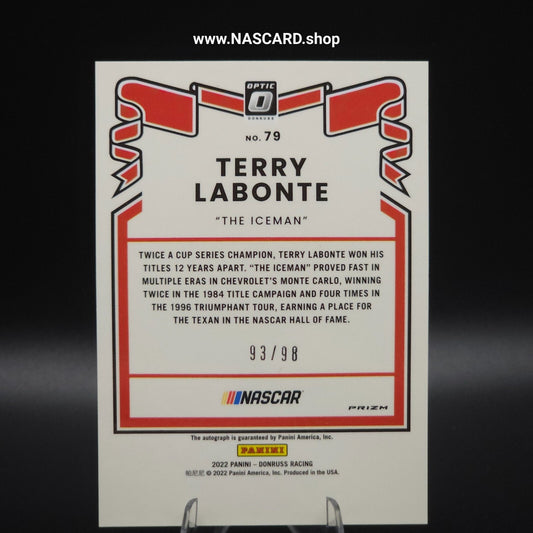 www.NASCARD.shop
OPTIC
DONRUSS
NO. 79
TERRY
LABONTE
“THE ICEMAN”
TWICE A CUP SERIES CHAMPION, TERRY LABONTE WON HIS
TITLES 12 YEARS APART. “THE ICEMAN” PROVED FAST IN
MULTIPLE ERAS IN CHEVROLET'S MONTE CARLO, WINNING
TWICE IN THE 1984 TITLE CAMPAIGN AND FOUR TIMES IN
THE 1996 TRIUMPHANT TOUR, EARNING A PLACE FOR
THE TEXAN IN THE NASCAR HALL OF FAME.
93/98
NASCAR
PRIZM
The autograph is guaranteed by Panini America, Inc.
PANINI
2022 PANINI – DONRUSS RACING
帕尼尼 © 2022 Panini America, Inc. Produced in the USA.